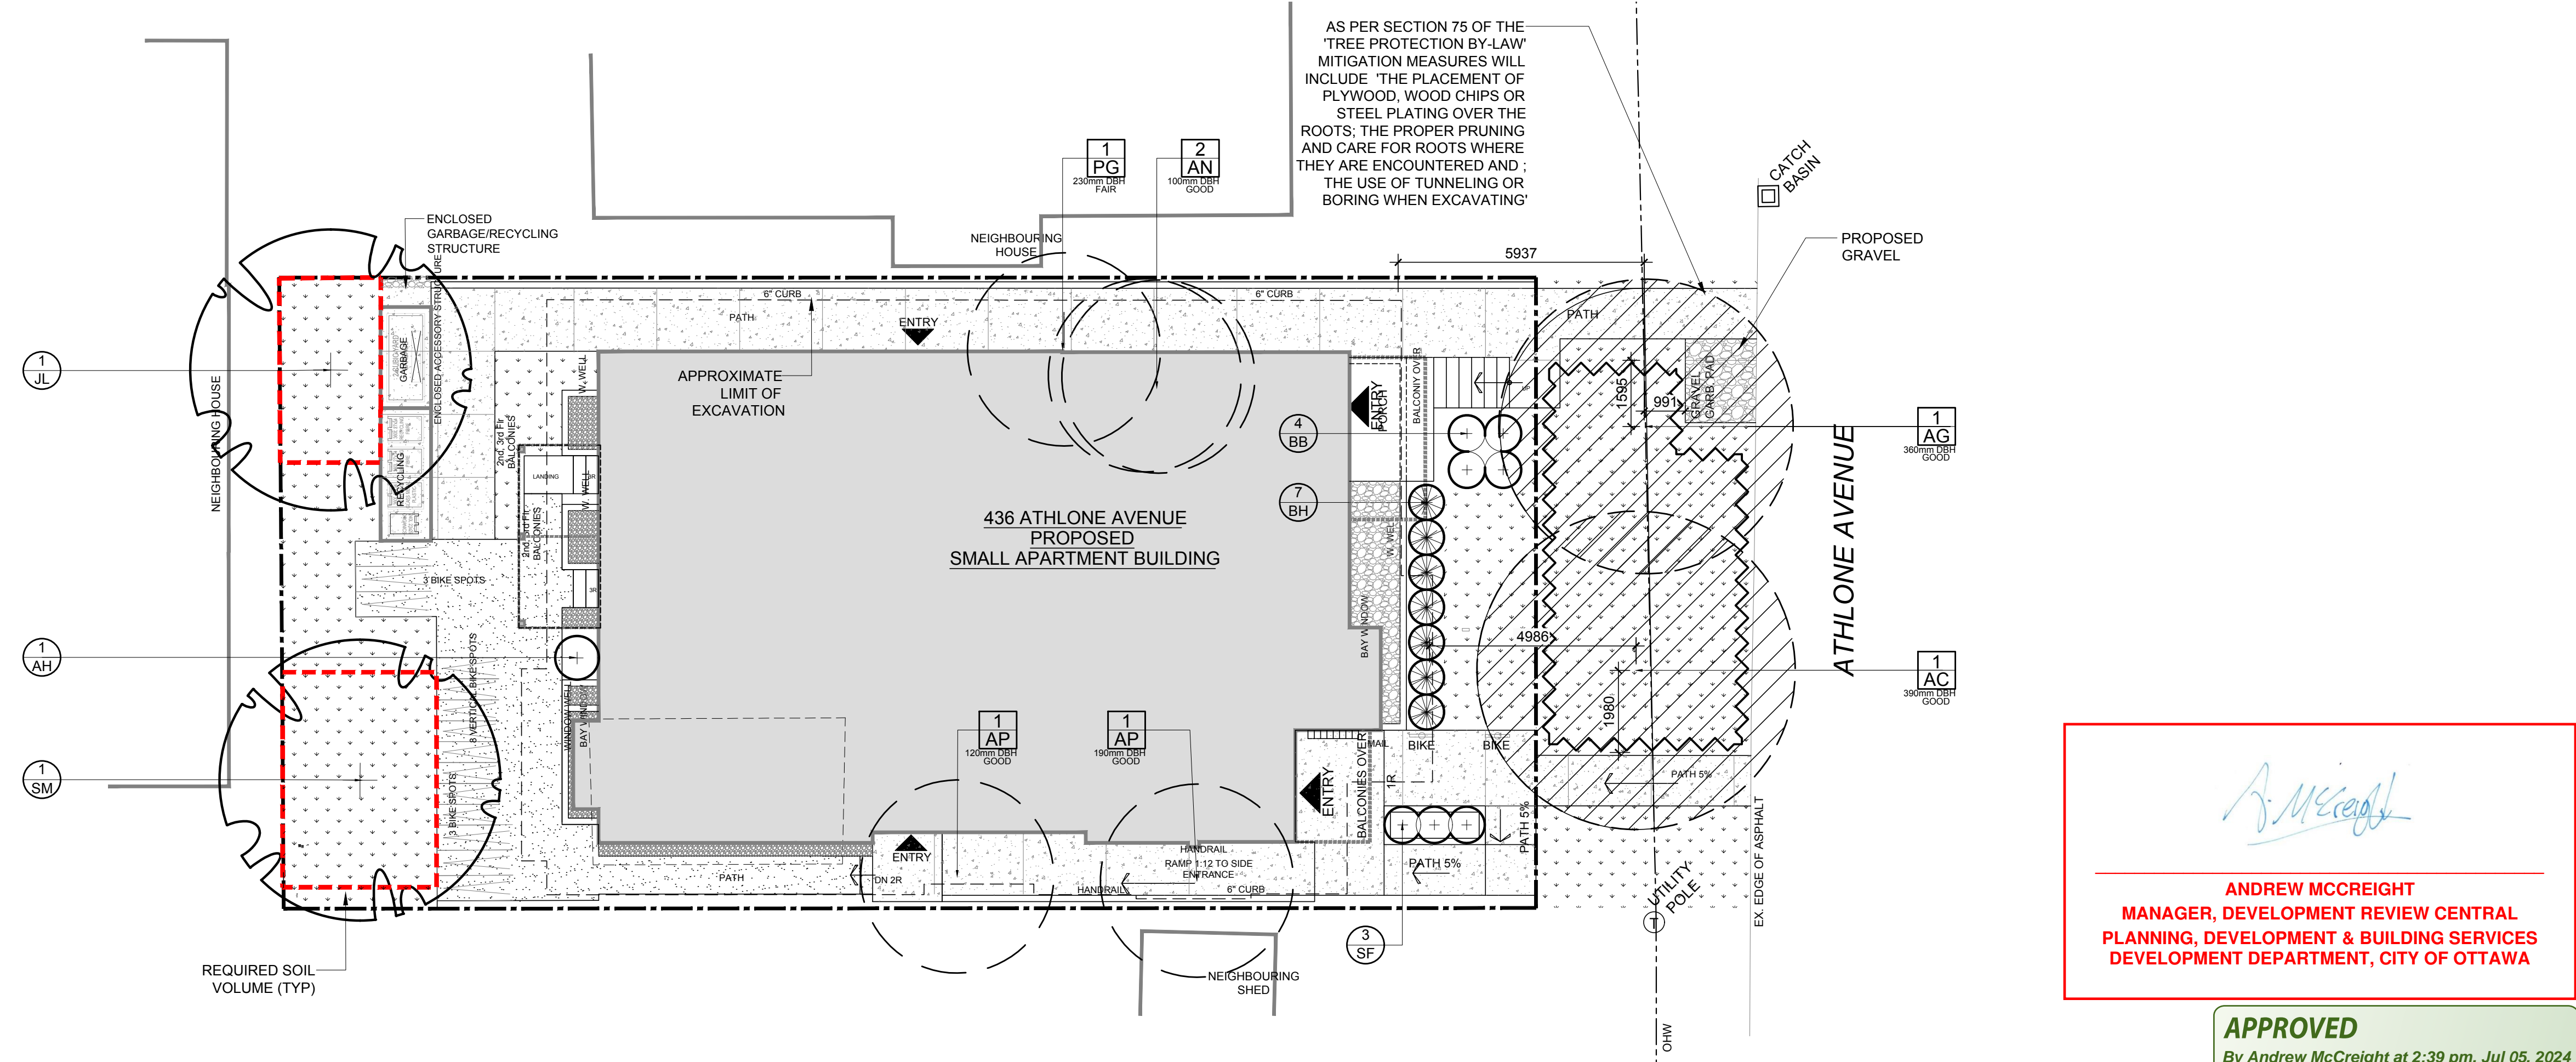 AS PER SECTION 75 OF THE
'TREE PROTECTION BY-LAW'
MITIGATION MEASURES WILL
INCLUDE 'THE PLACEMENT OF
PLYWOOD, WOOD CHIPS OR
STEEL PLATING OVER THE
ROOTS; THE PROPER PRUNING
AND CARE FOR ROOTS WHERE
THEY ARE ENCOUNTERED AND ;
THE USE OF TUNNELING OR
BORING WHEN EXCAVATING'
1
PG
230mm DBH
FAIR
2
AN
100mm DBH
GOOD
CATCH
BASIN
ENCLOSED
GARBAGE/RECYCLING
STRUCTURE
NEIGHBOURING
HOUSE
5937
PROPOSED
GRAVEL
6" CURB
6" CURB
PATH
ENTRY
PATH
ENCLOSED ACCESSORY STRUCTURE
GARBAGE
RECYCLING
1
JL
NEIGHBOURING HOUSE
W. WELL
APPROXIMATE
LIMIT OF
EXCAVATION
ENTRY
PORCH
BALCONIY OVER
UP
1595
991
GRAVEL
GARB. PAD
1
AG
360mm DBH
GOOD
4
BB
7
BH
2nd, 3rd Flr.
BALCONIES
LANDING
3R
W. WELL
2nd, 3rd Flr.
BALCONIES
436 ATHLONE AVENUE
PROPOSED
SMALL APARTMENT BUILDING
W. WELL
ATHLONE AVENUE
3 BIKE SPOTS
3R
BAY WINDOW
4986
1
AH
8 VERTICAL BIKE SPOTS
WINDOW WELL
BAY WINDOW
1
AC
390mm DBH
GOOD
1980
1
AP
120mm DBH
GOOD
1
AP
190mm DBH
GOOD
MAIL
BIKE
BIKE
1
SM
3 BIKE SPOTS
ENTRY
BALCONIES OVER
1R
PATH 5%
PATH 5%
EX. EDGE OF ASPHALT
ENTRY
HANDRAIL
RAMP 1:12 TO SIDE
ENTRANCE
PATH 5%
PATH
DN 2R
HANDRAIL
6" CURB
UTILITY
POLE
T
3
SF
REQUIRED SOIL
VOLUME (TYP)
NEIGHBOURING
SHED
OHW
A. McCreight
ANDREW MCCREIGHT
MANAGER, DEVELOPMENT REVIEW CENTRAL
PLANNING, DEVELOPMENT & BUILDING SERVICES
DEVELOPMENT DEPARTMENT, CITY OF OTTAWA
APPROVED
By Andrew McCreight at 2:39 pm, Jul 05, 2024